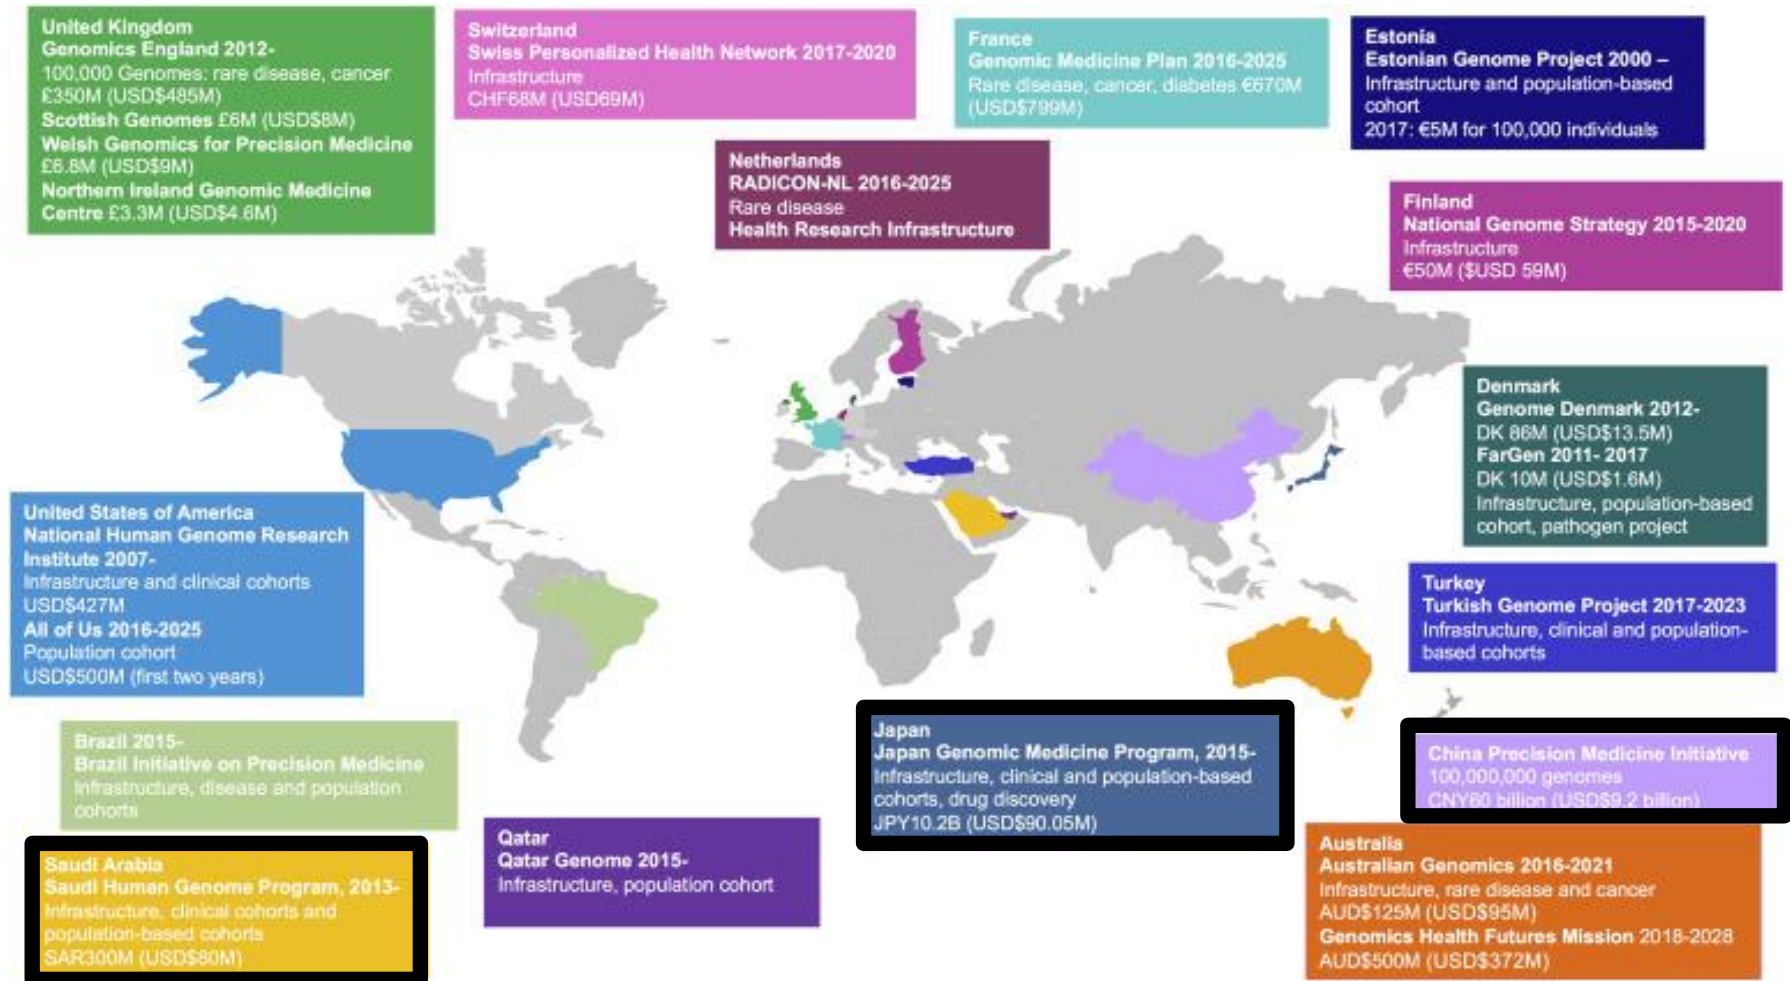 United Kingdom
Genomics England 2012-
100,000 Genomes: rare disease, cancer
£350M (USD$485M)
Scottish Genomes £6M (USD$8M)
Welsh Genomics for Precision Medicine
£6.8M (USD$9M)
Northern Ireland Genomic Medicine
Centre £3.3M (USD$4.6M)
Switzerland
Swiss Personalized Health Network 2017-2020
Infrastructure
CHF68M (USD69M)
France
Genomic Medicine Plan 2016-2025
Rare disease, cancer, diabetes €670M
(USD$799M)
Estonia
Estonian Genome Project 2000 –
Infrastructure and population-based
cohort
2017: €5M for 100,000 individuals
Netherlands
RADICON-NL 2016-2025
Rare disease
Health Research Infrastructure
Finland
National Genome Strategy 2015-2020
Infrastructure
€50M ($USD 59M)
Denmark
Genome Denmark 2012-
DK 86M (USD$13.5M)
FarGen 2011- 2017
DK 10M (USD$1.6M)
Infrastructure, population-based
cohort, pathogen project
United States of America
National Human Genome Research
Institute 2007-
Infrastructure and clinical cohorts
USD$427M
All of Us 2016-2025
Population cohort
USD$500M (first two years)
Turkey
Turkish Genome Project 2017-2023
Infrastructure, clinical and population-
based cohorts
Brazil 2015-
Brazil Initiative on Precision Medicine
Infrastructure, disease and population
cohorts
Japan
Japan Genomic Medicine Program, 2015-
Infrastructure, clinical and population-based
cohorts, drug discovery
JPY10.2B (USD$90.05M)
China Precision Medicine Initiative
100,000,000 genomes
CNY60 billion (USD$9.2 billion)
Saudi Arabia
Saudi Human Genome Program, 2013-
Infrastructure, clinical cohorts and
population-based cohorts
SAR300M (USD$80M)
Qatar
Qatar Genome 2015-
Infrastructure, population cohort
Australia
Australian Genomics 2016-2021
Infrastructure, rare disease and cancer
AUD$125M (USD$95M)
Genomics Health Futures Mission 2018-2028
AUD$500M (USD$372M)